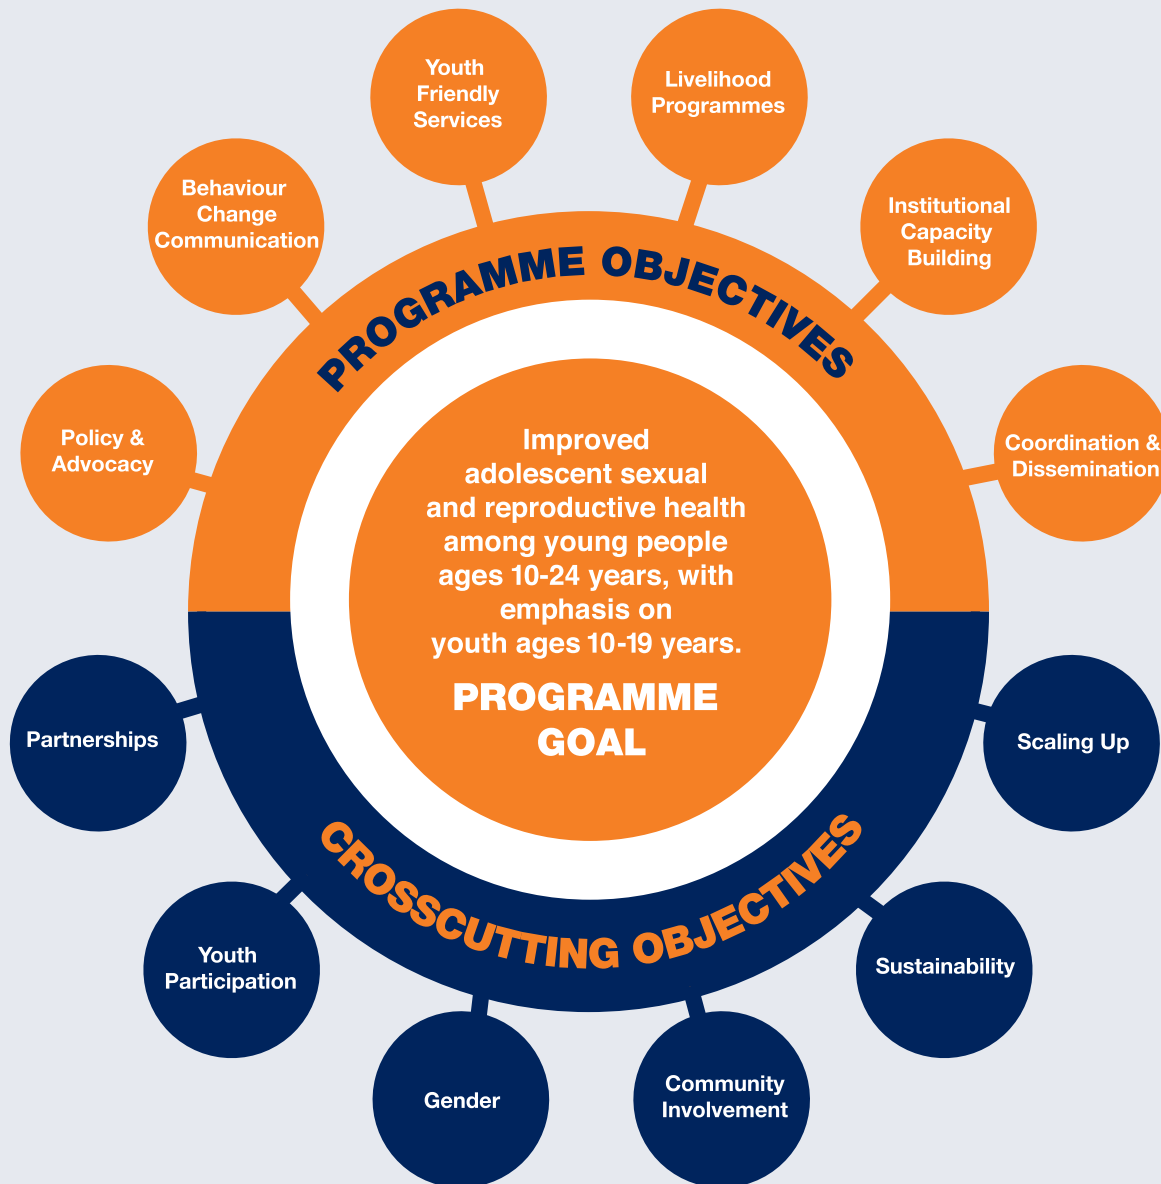 Youth
Friendly
Services
Livelihood
Programmes
Behaviour
Change
Communication
Institutional
Capacity
Building
PROGRAMME OBJECTIVES
Policy &
Advocacy
Coordination &
Dissemination
Improved
adolescent sexual
and reproductive health
among young people
ages 10-24 years, with
emphasis on
youth ages 10-19 years.
PROGRAMME
GOAL
Partnerships
Scaling Up
CROSSCUTTING OBJECTIVES
Youth
Participation
Sustainability
Gender
Community
Involvement